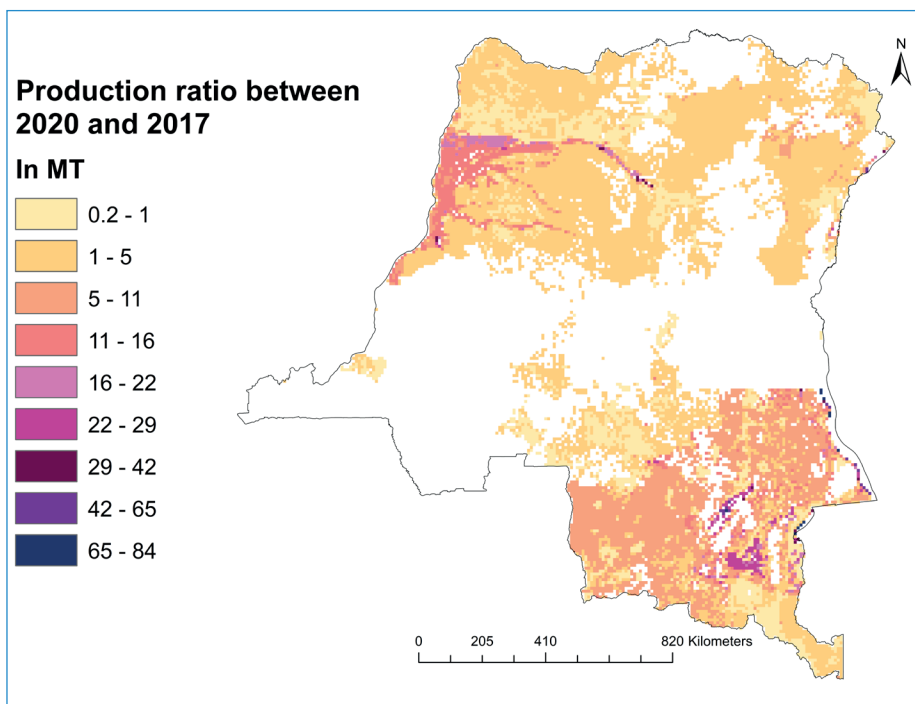 Production ratio between
2020 and 2017
In MT
0.2 - 1
1 - 5
5 - 11
11 - 16
16 - 22
22 - 29
29 - 42
42 - 65
65 - 84
N
0 205 410 820 Kilometers